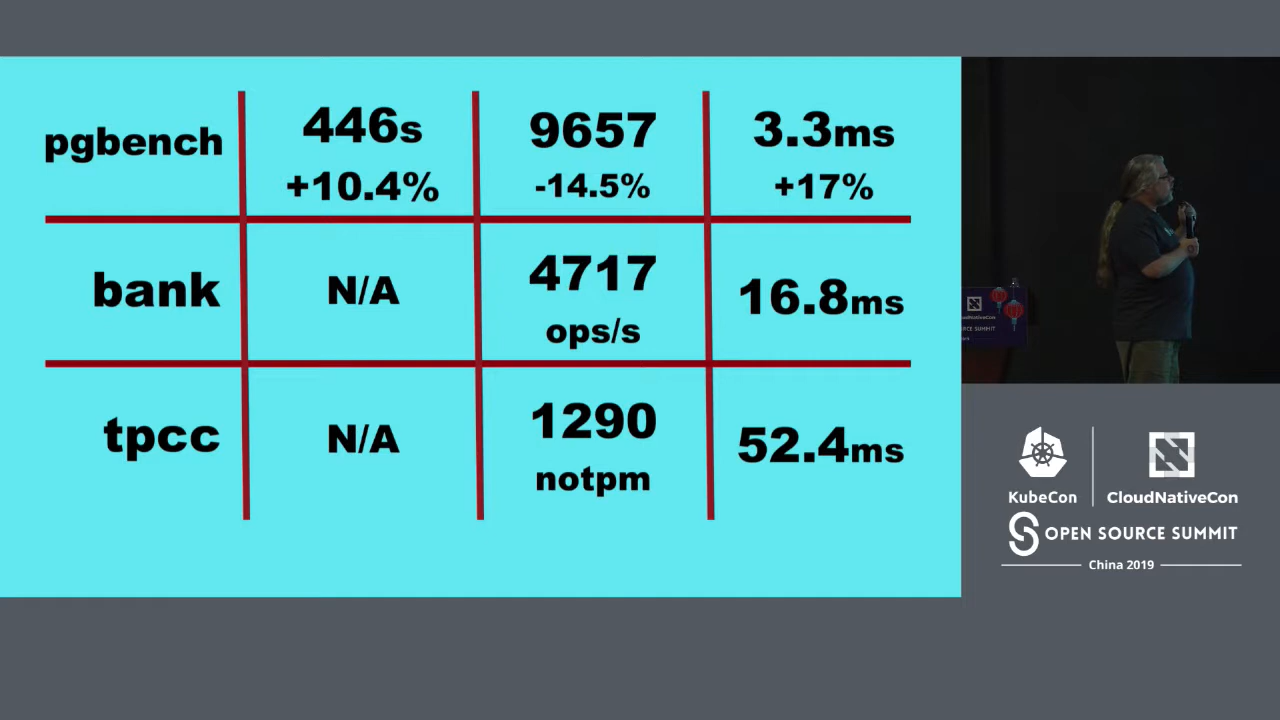 pgbench
446s
+10.4%
9657
-14.5%
3.3ms
+17%
bank
N/A
4717
ops/s
16.8ms
tpcc
N/A
1290
notpm
52.4ms
KubeCon
CloudNativeCon
OPEN SOURCE SUMMIT
China 2019